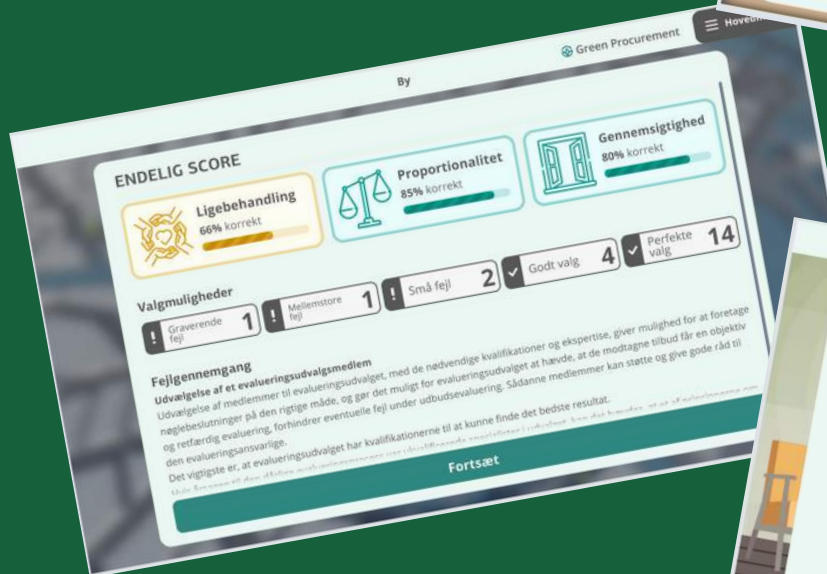 By
Green Procurement
ENDELIG SCORE
Ligebehandling
66% korrekt
Proportionalitet
85% korrekt
Gennemsigtighed
80% korrekt
Valgmuligheder
! Graverende fejl 1
! Mellemstore fejl 1
! Små fejl 2
Godt valg 4
Perfekte valg 14
Fejlgennemgang
Udvælgelse af et evalueringsudvalgsmedlem
Udvælgelse af medlemmer til evalueringsudvalget, med de nødvendige kvalifikationer og ekspertise, giver mulighed for at foretage
nøglebeslutninger på den rigtige måde, og gør det muligt for evalueringsudvalget at hævde, at de modtagne tilbud får en objektiv
og retfærdig evaluering, forhindrer eventuelle fejl under udbudsevaluering. Sådanne medlemmer kan støtte og give gode råd til
den evalueringsansvarlige.
Det vigtigste er, at evalueringsudvalget har kvalifikationerne til at kunne finde det bedste resultat.
Fortsæt